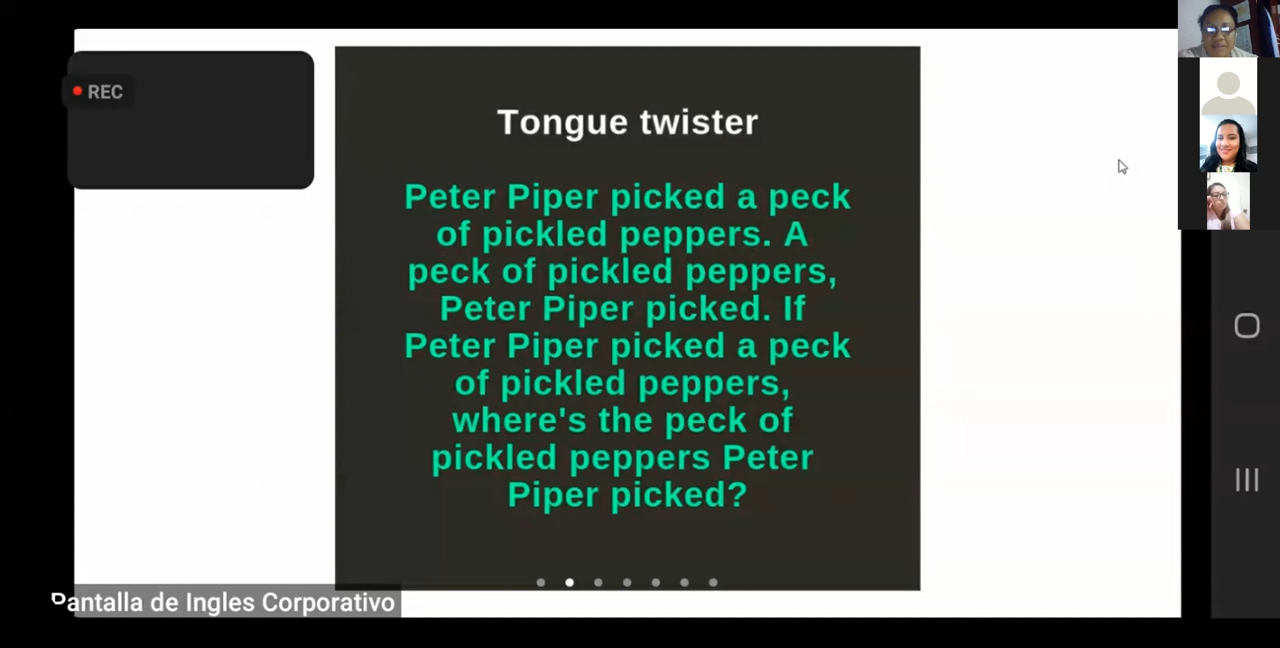 REC
Tongue twister
Peter Piper picked a peck
of pickled peppers. A
peck of pickled peppers,
Peter Piper picked. If
Peter Piper picked a peck
of pickled peppers,
where's the peck of
pickled peppers Peter
Piper picked?
Pantalla de Ingles Corporativo